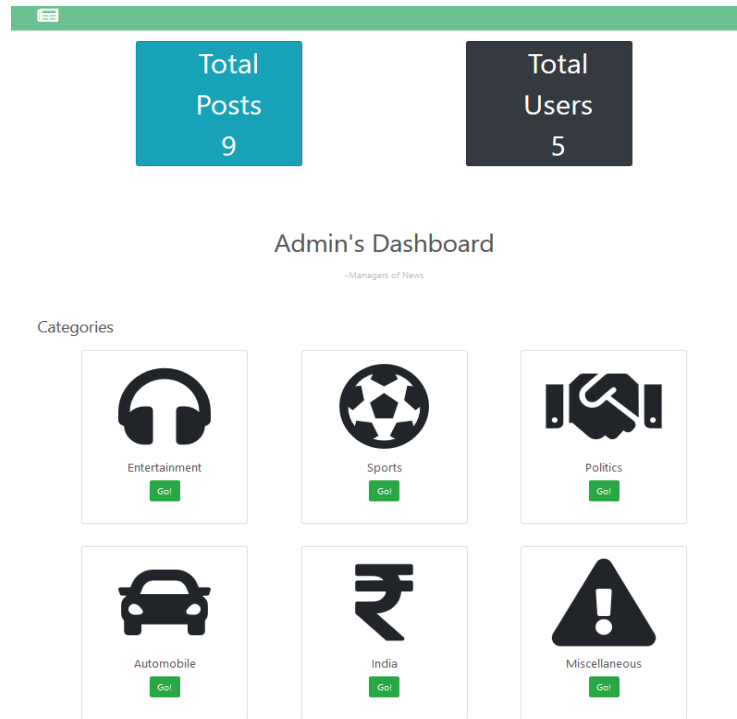 Total
Posts
9
Total
Users
5
Admin's Dashboard
-Managers of News
Categories
Entertainment
Go!
Sports
Go!
Politics
Go!
Automobile
Go!
₹
India
Go!
Miscellaneous
Go!